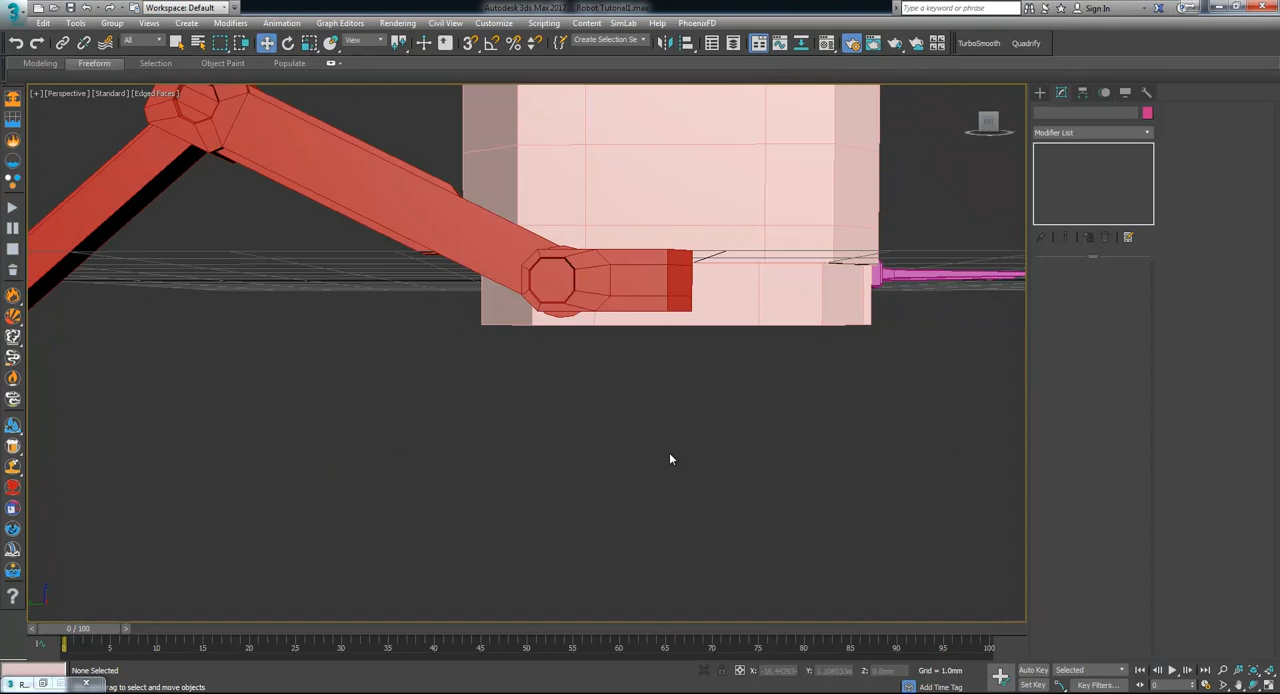 Workspace: Default
Autodesk 3ds Max 2017
Robot Tutorial1.max
Type a keyword or phrase
Sign In
Edit Tools Group Views Create Modifiers Animation Graph Editors Rendering Civil View Customize Scripting Content SimLab Help PhoenixFD
All
View
Create Selection Se
TurboSmooth
Quadrify
Modeling Freeform Selection Object Paint Populate
[+] [Perspective] [Standard] [Edged Faces]
Modifier List
0 / 100
0 5 10 15 20 25 30 35 40 45 50 55 60 65 70 75 80 85 90 95 100
None Selected
X:
Y:
Z: 0.0mm
Grid = 1.0mm
Auto Key
Selected
R...
drag to select and move objects
Add Time Tag
Set Key
Key Filters...
0